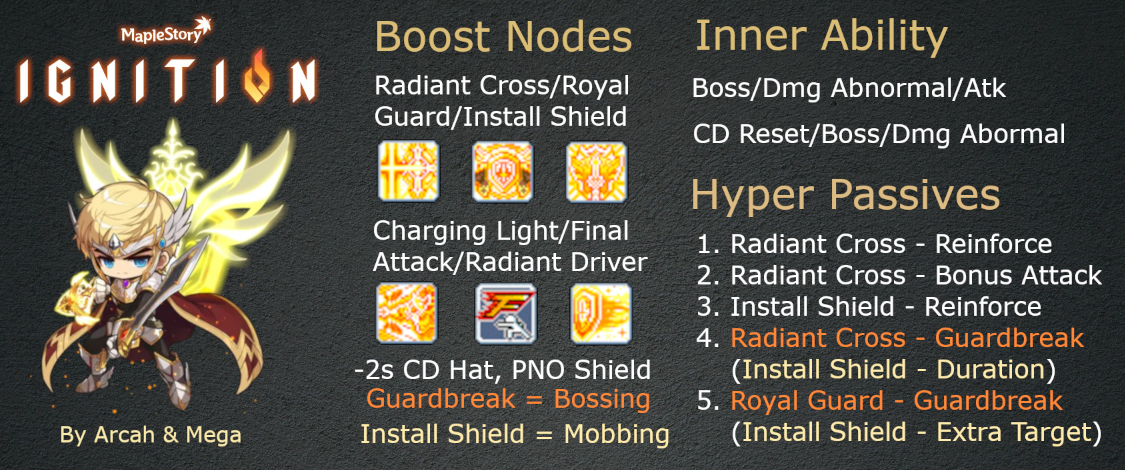 MapleStory
IGNITION
By Arcah & Mega
Boost Nodes
Radiant Cross/Royal
Guard/Install Shield
Charging Light/Final
Attack/Radiant Driver
-2s CD Hat, PNO Shield
Guardbreak = Bossing
Install Shield = Mobbing
Inner Ability
Boss/Dmg Abnormal/Atk
CD Reset/Boss/Dmg Abormal
Hyper Passives
1. Radiant Cross - Reinforce
2. Radiant Cross - Bonus Attack
3. Install Shield - Reinforce
4. Radiant Cross - Guardbreak
(Install Shield - Duration)
5. Royal Guard - Guardbreak
(Install Shield - Extra Target)